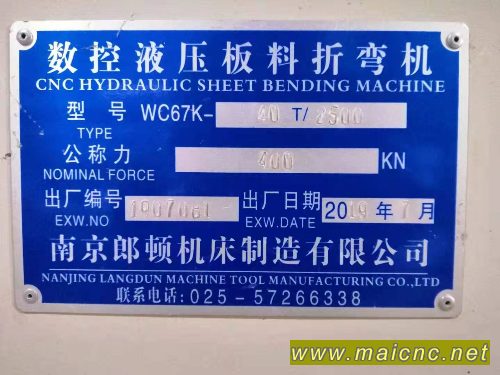 数控液压板料折弯机
CNC HYDRAULIC SHEET BENDING MACHINE
型 号 WC67K- 40 T/ 2500
TYPE
公称力 400 KN
NOMINAL FORCE
出厂编号 1907061 出厂日期 2019 年 7 月
EXW.NO EXW.DATE
南京郎顿机床制造有限公司
NANJING LANGDUN MACHINE TOOL MANUFACTURING CO.,LTD
联系电话: 025 - 57266338
www.maicnc.net